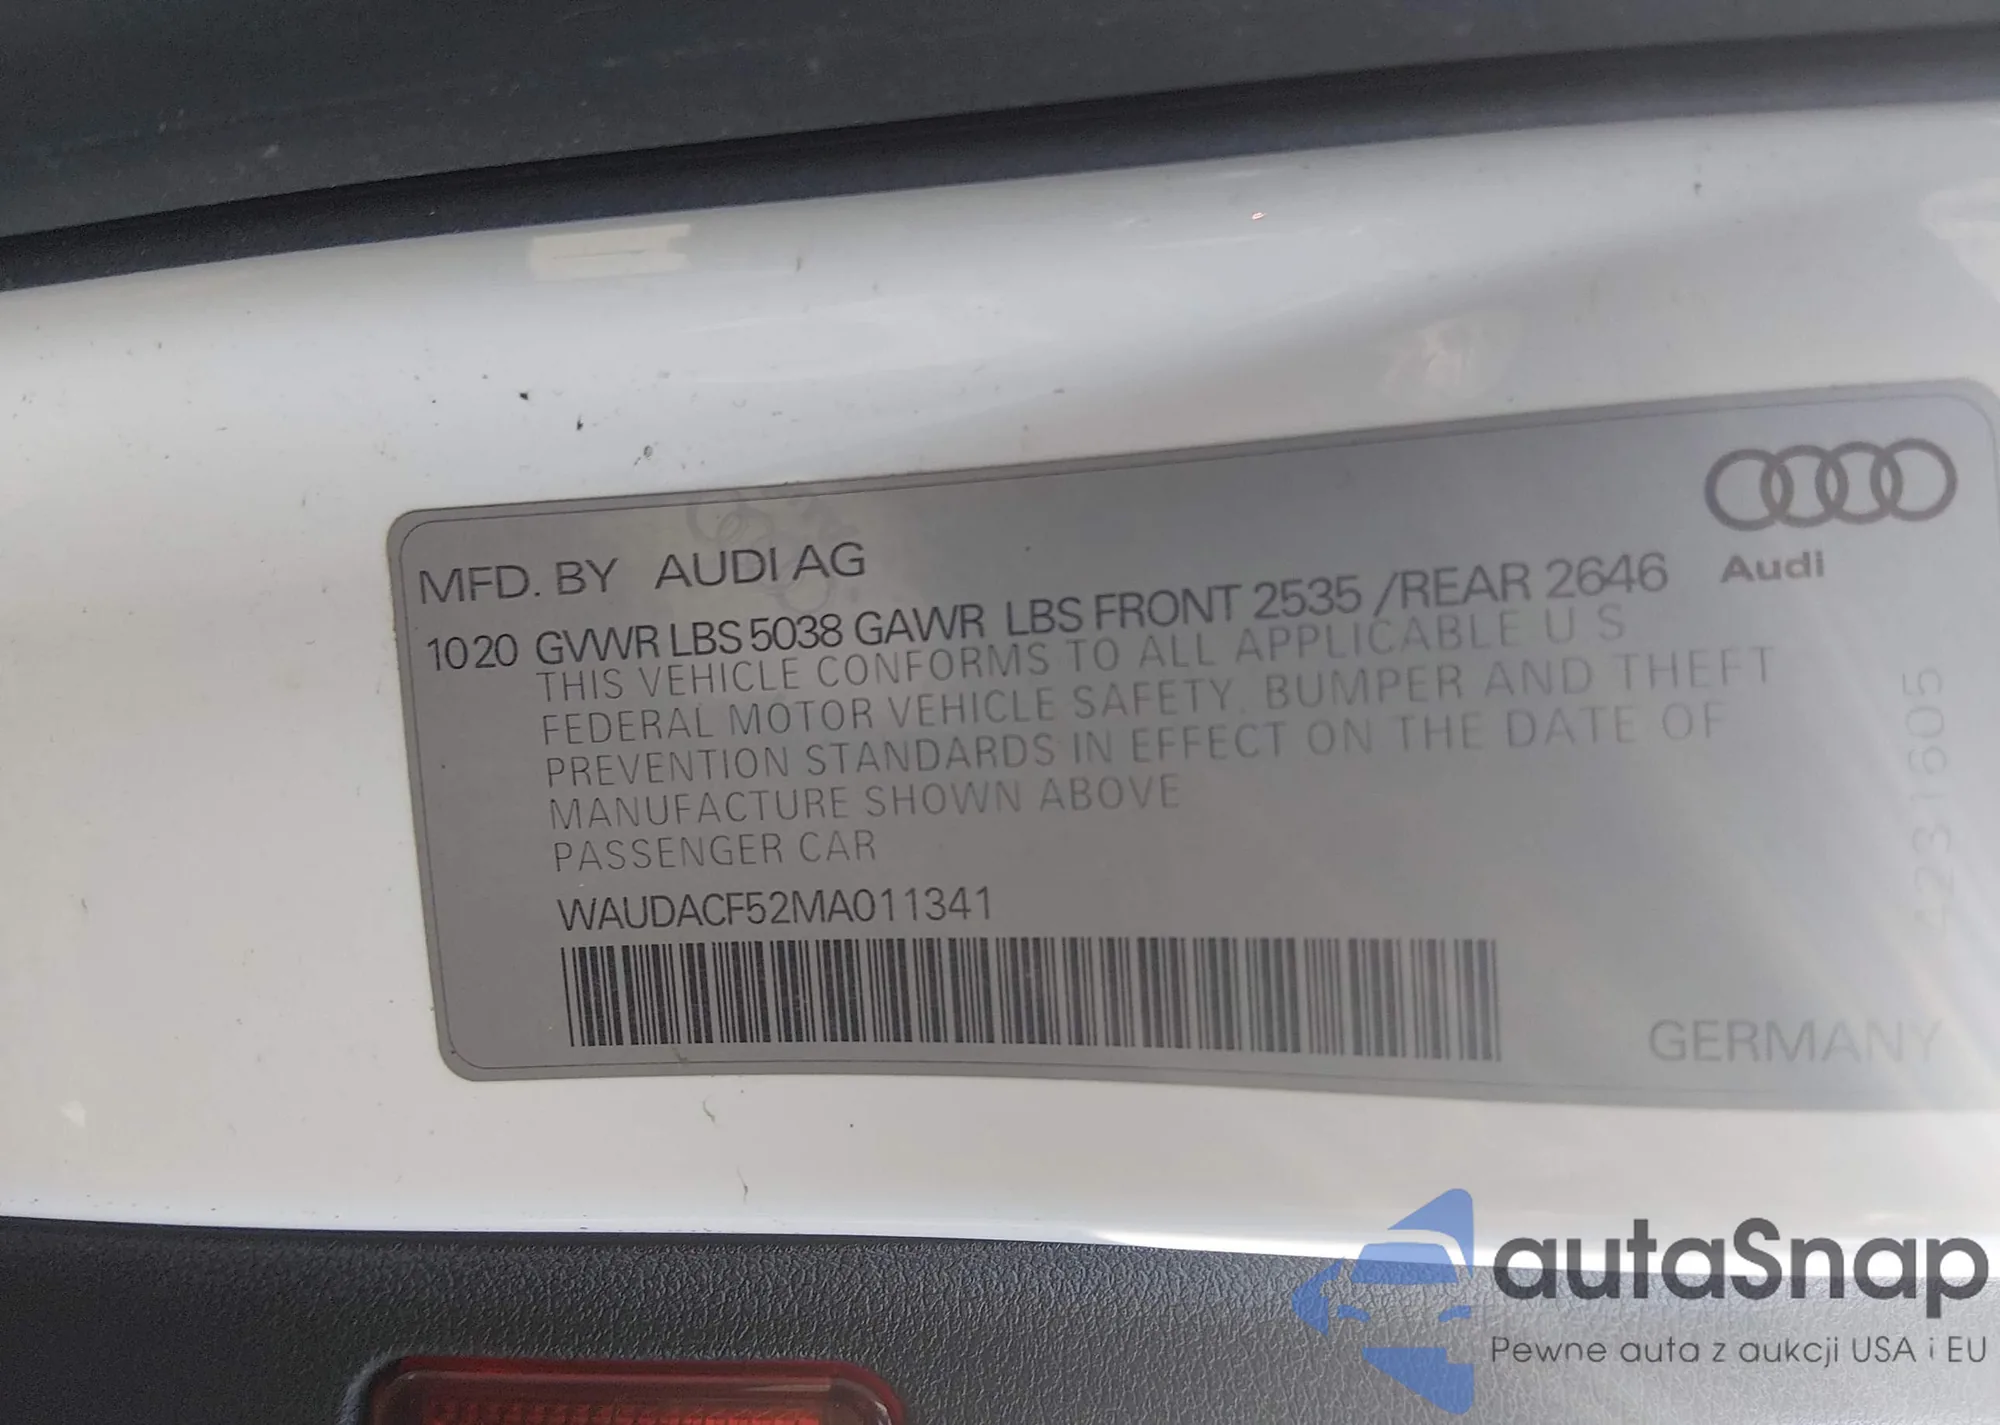 MFD. BY AUDI AG
Audi
1020 GVWR LBS 5038 GAWR LBS FRONT 2535 /REAR 2646
THIS VEHICLE CONFORMS TO ALL APPLICABLE U.S
FEDERAL MOTOR VEHICLE SAFETY, BUMPER AND THEFT
PREVENTION STANDARDS IN EFFECT ON THE DATE OF
MANUFACTURE SHOWN ABOVE
PASSENGER CAR
WAUDACF52MA011341
GERMANY
4231605
autaSnap
Pewne auta z aukcji USA i EU